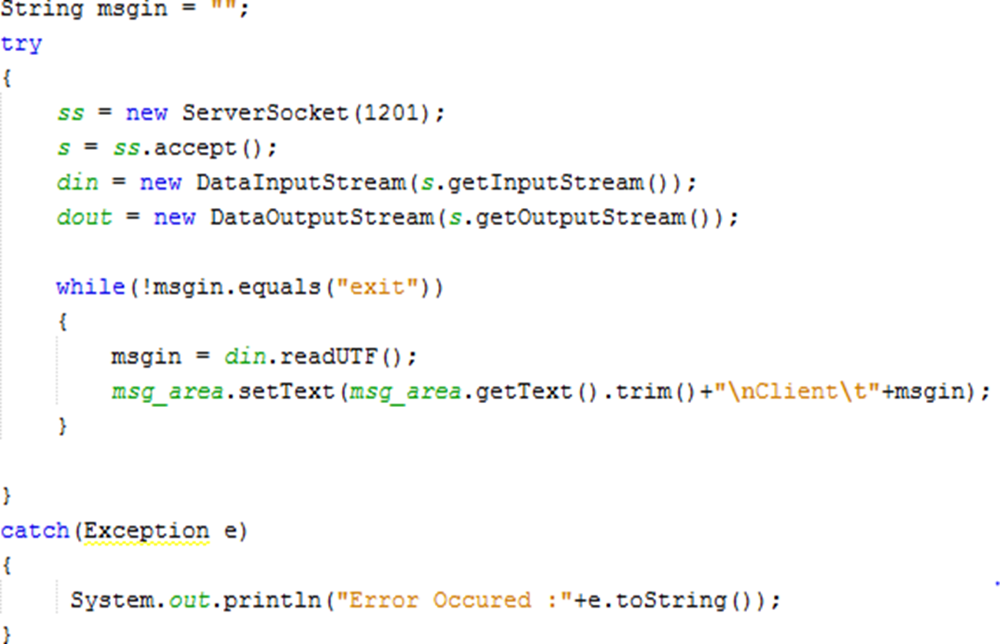 String msgin = "";
try
{
ss = new ServerSocket(1201);
s = ss.accept();
din = new DataInputStream(s.getInputStream());
dout = new DataOutputStream(s.getOutputStream());
while(!msgin.equals("exit"))
{
msgin = din.readUTF();
msg_area.setText(msg_area.getText().trim()+"\nClient\t"+msgin);
}
}
catch(Exception e)
{
System.out.println("Error Occured :"+e.toString());
}